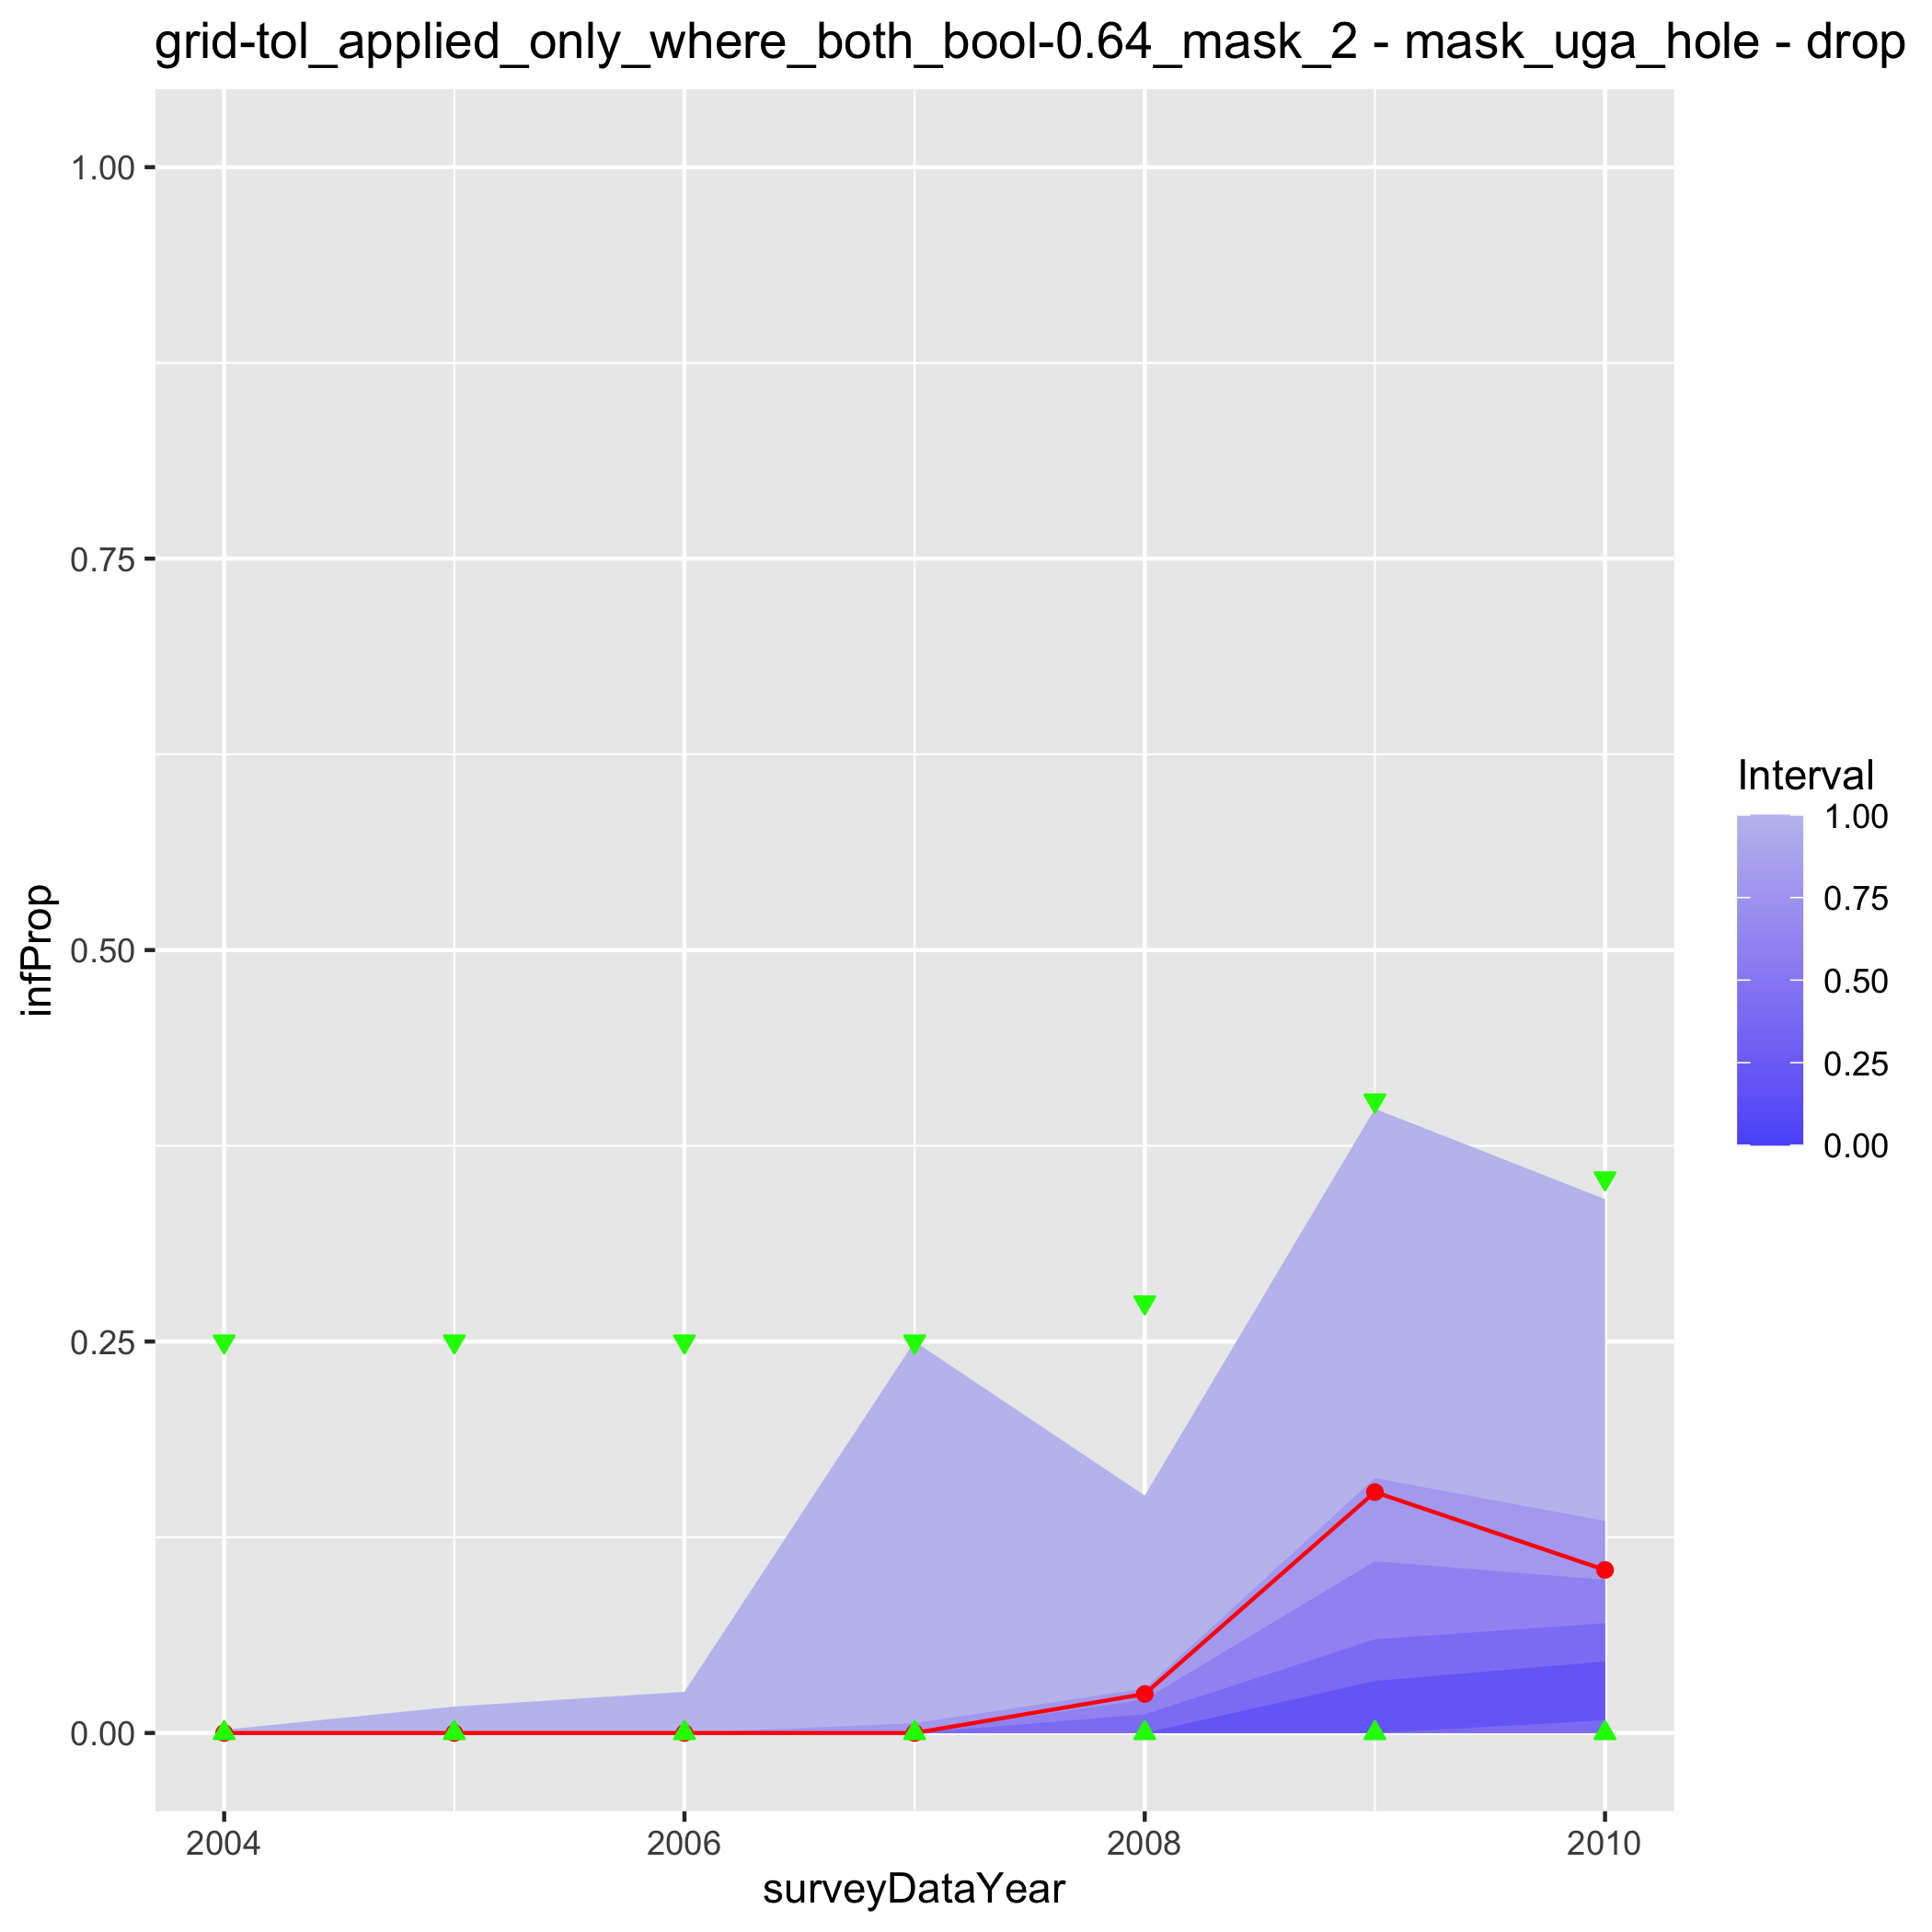 grid-tol_applied_only_where_both_bool-0.64_mask_2 - mask_uga_hole - drop
1.00
0.75
0.50
0.25
0.00
infProp
2004 2006 2008 2010
surveyDataYear
Interval
1.00
0.75
0.50
0.25
0.00